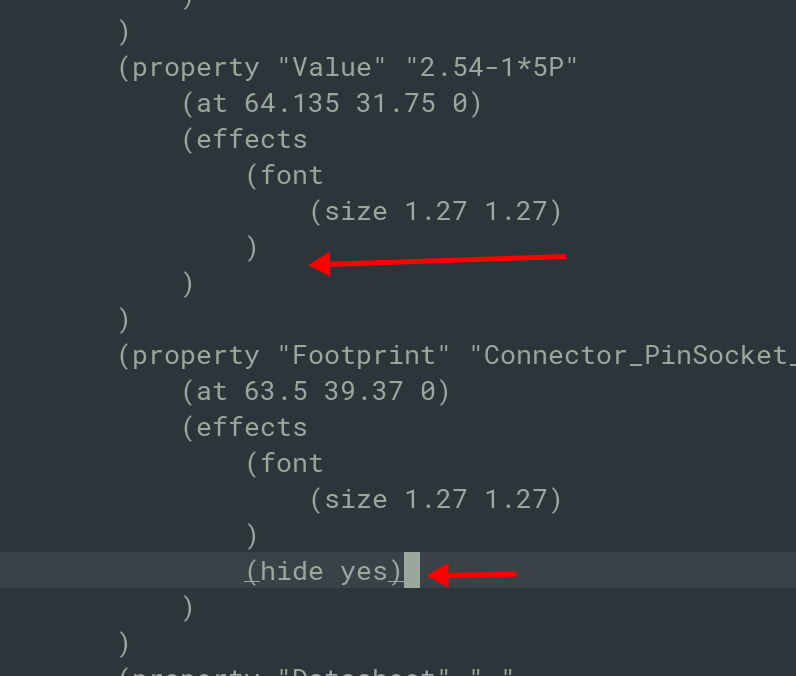 )
)
(property "Value" "2.54-1*5P"
(at 64.135 31.75 0)
(effects
(font
(size 1.27 1.27)
)
)
)
(property "Footprint" "Connector_PinSocket_
(at 63.5 39.37 0)
(effects
(font
(size 1.27 1.27)
)
(hide yes)
)
)
(property "Datasheet" "